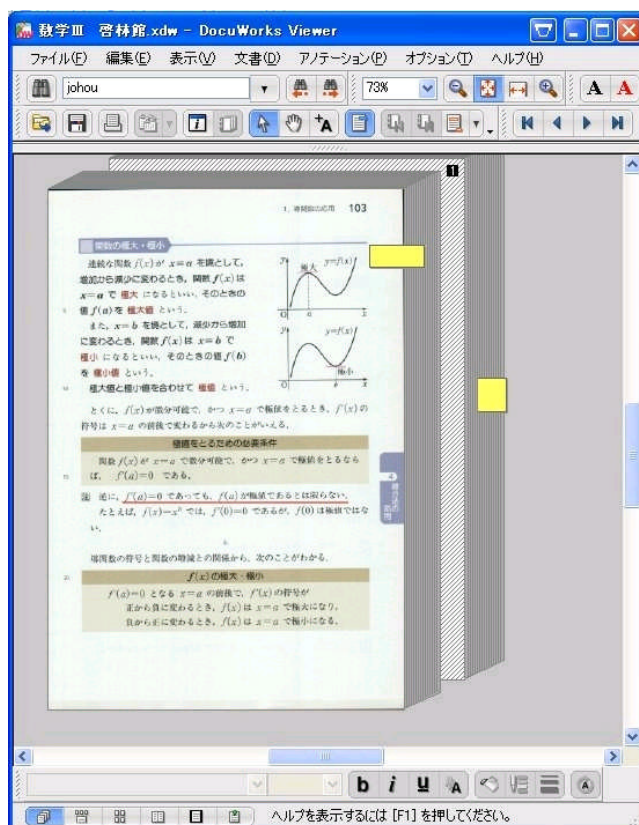 数学Ⅲ 啓林館.xdw - DocuWorks Viewer
ファイル(F) 編集(E) 表示(V) 文書(D) アノテーション(P) オプション(T) ヘルプ(H)
johou 73% A A
+A
1
1. 導関数の応用 103
関数の極大・極小
連続な関数 f(x) が x=a を境として,
増加から減少に変わるとき, 関数 f(x) は
x=a で 極大 になるといい, そのときの
値 f(a) を 極大値 という。
また, x=b を境として, 減少から増加
に変わるとき, 関数 f(x) は x=b で
極小 になるといい, そのときの値 f(b)
を 極小値 という。
極大値と極小値を合わせて 極値 という。
y 極大 y=f(x)
O a x
y y=f(x)
極小
O b x
とくに, f(x) が微分可能で, かつ x=a で極値をとるとき, f'(x) の
符号は x=a の前後で変わるから次のことがいえる。
極値をとるための必要条件
関数 f(x) が x=a で微分可能で, かつ x=a で極値をとるなら
ば, f'(a)=0 である。
逆に, f'(a)=0 であっても, f(a) が極値であるとは限らない。
たとえば, f(x)=x³ では, f'(0)=0 であるが, f(0) は極値ではな
い。
導関数の符号と関数の増減との関係から, 次のことがわかる。
f(x) の極大・極小
f'(a)=0 となる x=a の前後で, f'(x) の符号が
正から負に変わるとき, f(x) は x=a で極大になり,
負から正に変わるとき, f(x) は x=a で極小になる。
b i u A
ヘルプを表示するには [F1] を押してください。